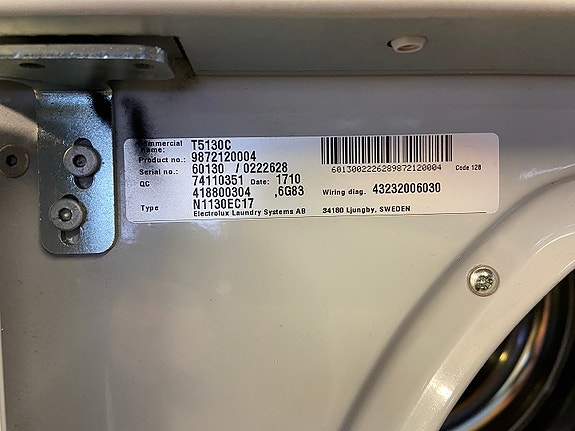 Commercial name: T5130C
Product no.: 9872120004
Serial no.: 60130 / 0222628
QC 74110351 Date: 1710
418800304 ,6G83
Type N1130EC17
Electrolux Laundry Systems AB 34180 Ljungby, SWEDEN
6013002226289872120004 Code 128
Wiring diag. 43232006030